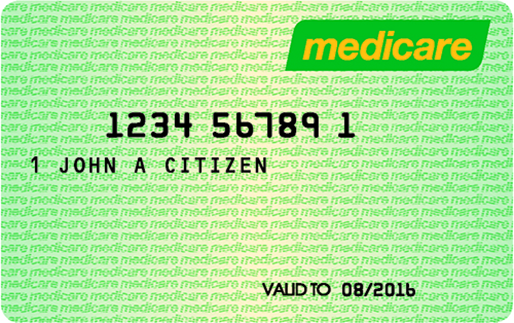 medicare
1234 56789 1
1 JOHN A CITIZEN
VALID TO 08/2016